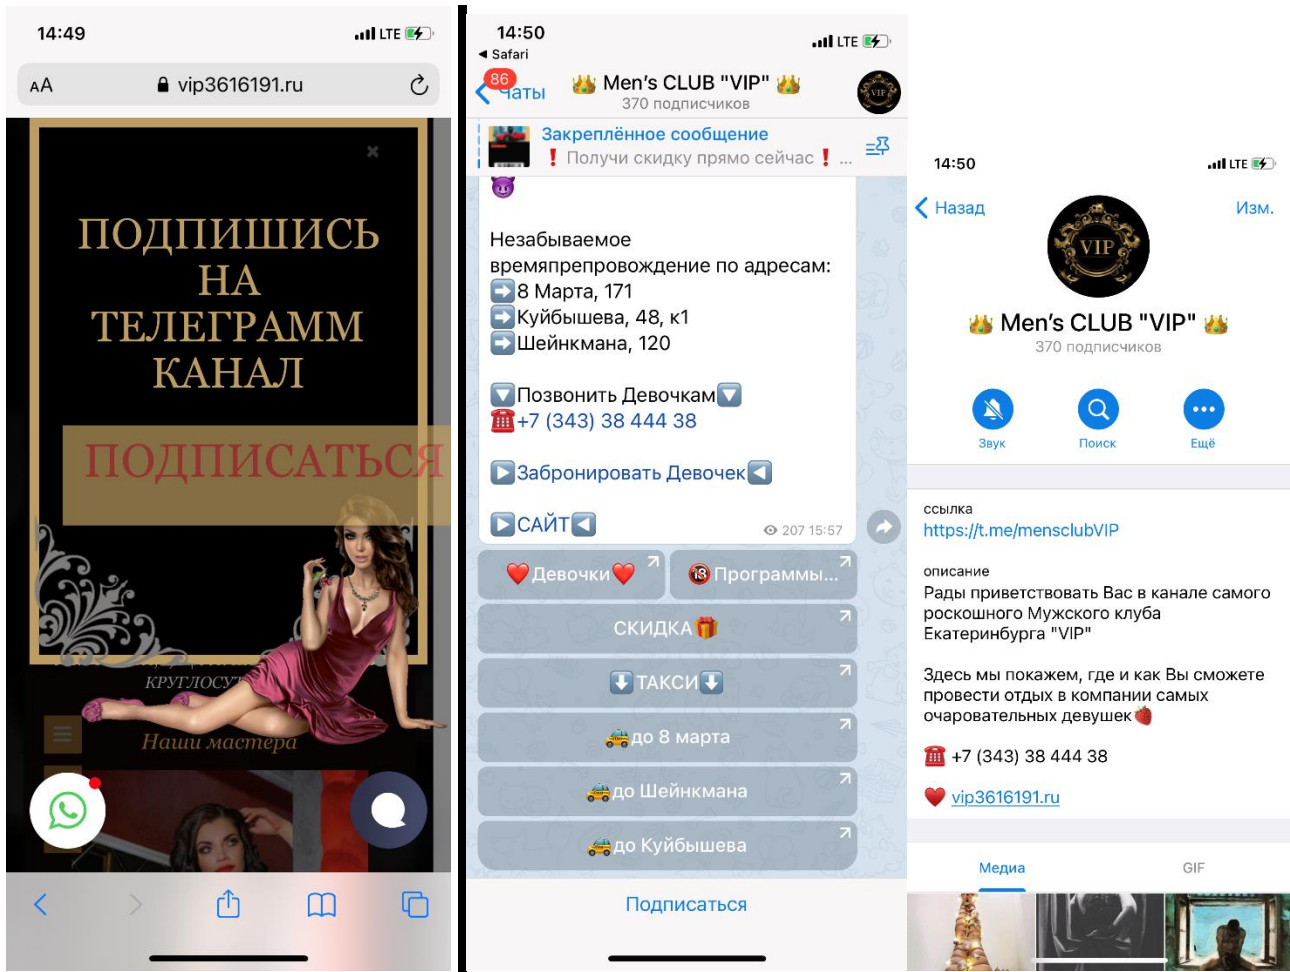 14:49
LTE
AA
vip3616191.ru
ПОДПИШИСЬ
НА
ТЕЛЕГРАММ
КАНАЛ
ПОДПИСАТЬСЯ
Наши мастера
14:50
LTE
Safari
86
Чаты
Men's CLUB "VIP"
370 подписчиков
VIP
Закреплённое сообщение
❗ Получи скидку прямо сейчас❗ ...
Незабываемое
времяпрепровождение по адресам:
➡️8 Марта, 171
➡️Куйбышева, 48, к1
➡️Шейнкмана, 120
🔽Позвонить Девочкам🔽
☎️+7 (343) 38 444 38
▶️Забронировать Девочек◀️
▶️САЙТ◀️
207 15:57
❤️Девочки❤️
🔞Программы...
СКИДКА🎁
⬇️ТАКСИ⬇️
🚕до 8 марта
🚕до Шейнкмана
🚕до Куйбышева
Подписаться
14:50
LTE
Назад
Изм.
VIP
👑 Men's CLUB "VIP" 👑
370 подписчиков
Звук
Поиск
Ещё
ссылка
https://t.me/mensclubVIP
описание
Рады приветствовать Вас в канале самого
роскошного Мужского клуба
Екатеринбурга "VIP"
Здесь мы покажем, где и как Вы сможете
провести отдых в компании самых
очаровательных девушек🍓
☎️ +7 (343) 38 444 38
❤️ vip3616191.ru
Медиа
GIF